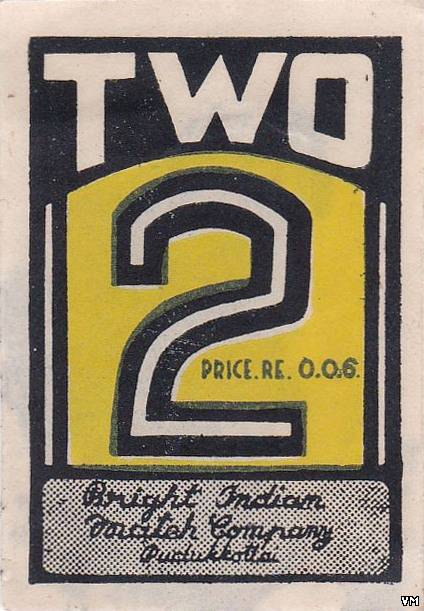 TWO
2
PRICE.RE. 0.0.6.
Bright Indian
Match Company
Pudukkottai
VM